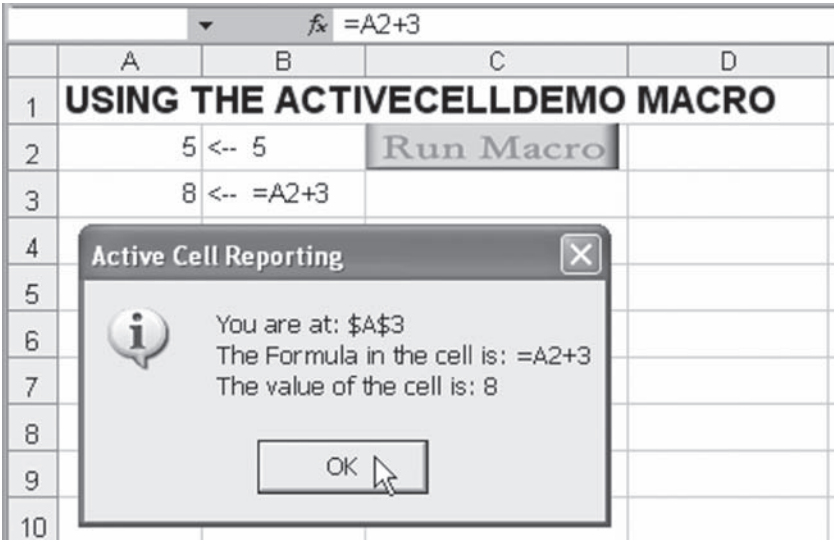 fx =A2+3
A B C D
1 USING THE ACTIVECELLDEMO MACRO
2 5 <-- 5 Run Macro
3 8 <-- =A2+3
4
Active Cell Reporting
5
You are at: $A$3
6
The Formula in the cell is: =A2+3
7
The value of the cell is: 8
8
9
OK
10